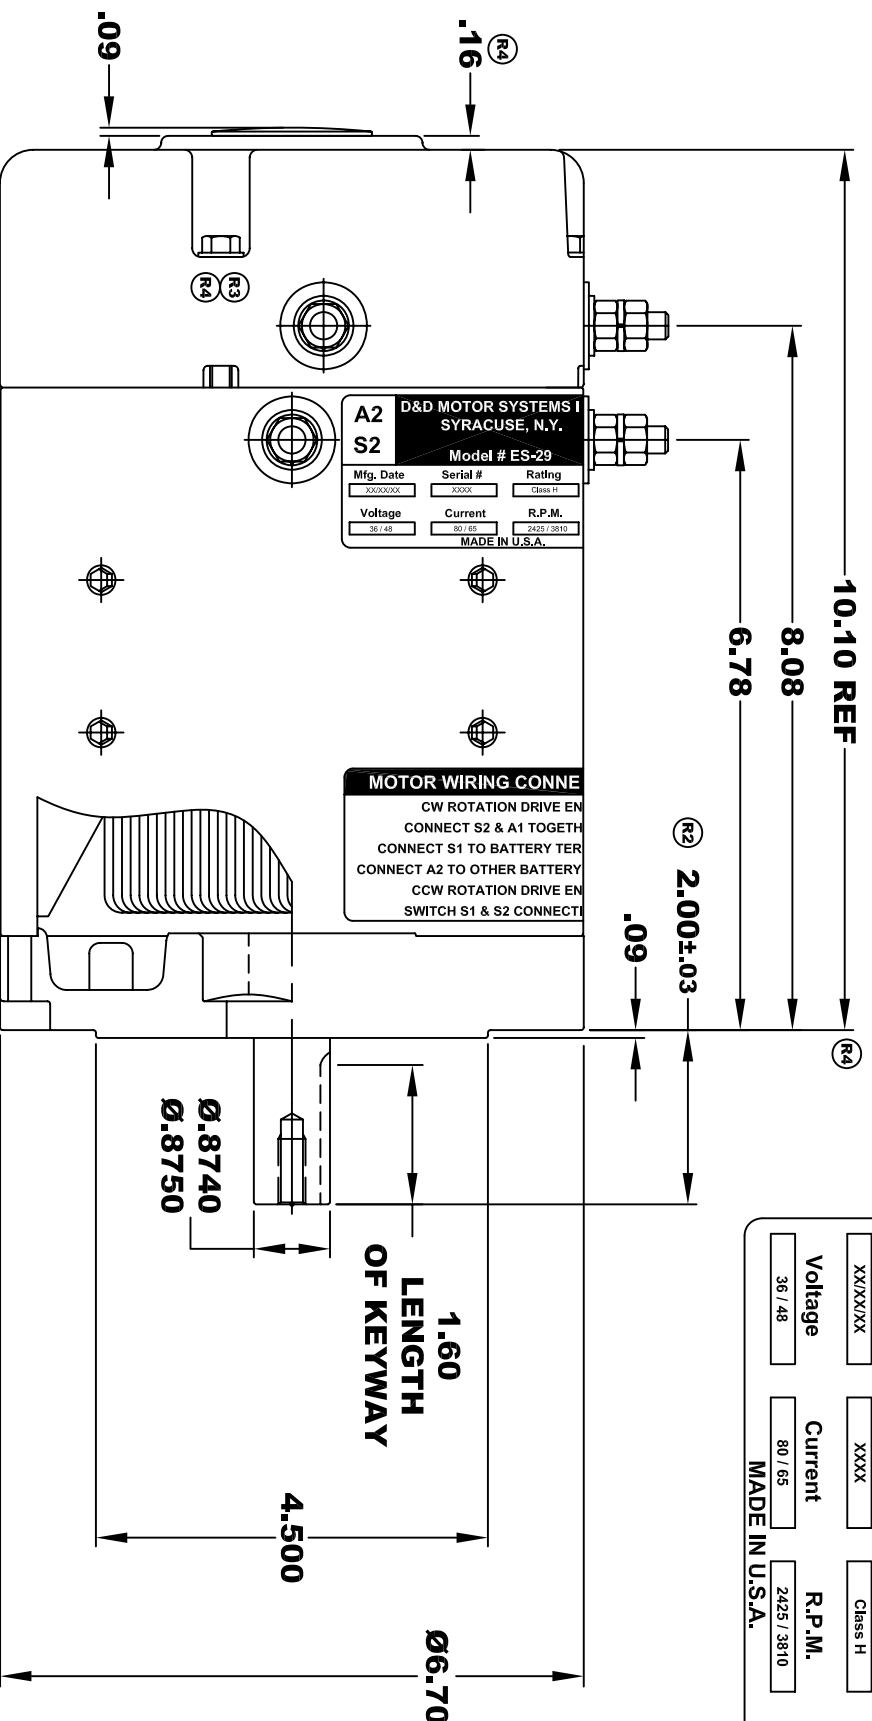 .09
.16
R4
R4
R3
10.10 REF
8.08
6.78
R4
R2
2.00±.03
.09
A2
S2
D&D MOTOR SYSTEMS I
SYRACUSE, N.Y.
Model # ES-29
Mfg. Date Serial # Rating
XX/XX/XX XXXX Class H
Voltage Current R.P.M.
36 / 48 80 / 65 2425 / 3810
MADE IN U.S.A.
MOTOR WIRING CONNE
CW ROTATION DRIVE EN
CONNECT S2 & A1 TOGETH
CONNECT S1 TO BATTERY TER
CONNECT A2 TO OTHER BATTERY
CCW ROTATION DRIVE EN
SWITCH S1 & S2 CONNECTI
Ø.8740
Ø.8750
1.60
LENGTH
OF KEYWAY
4.500
Ø6.70
XX/XX/XX XXXX Class H
Voltage Current R.P.M.
36 / 48 80 / 65 2425 / 3810
MADE IN U.S.A.